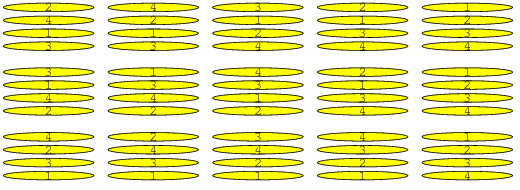 2 4 3 2 1
4 2 1 1 2
1 1 2 3 3
3 3 4 4 4
3 1 4 2 1
1 3 3 1 2
4 4 1 3 3
2 2 2 4 4
4 2 3 4 1
2 4 4 3 2
3 3 2 2 3
1 1 1 1 4